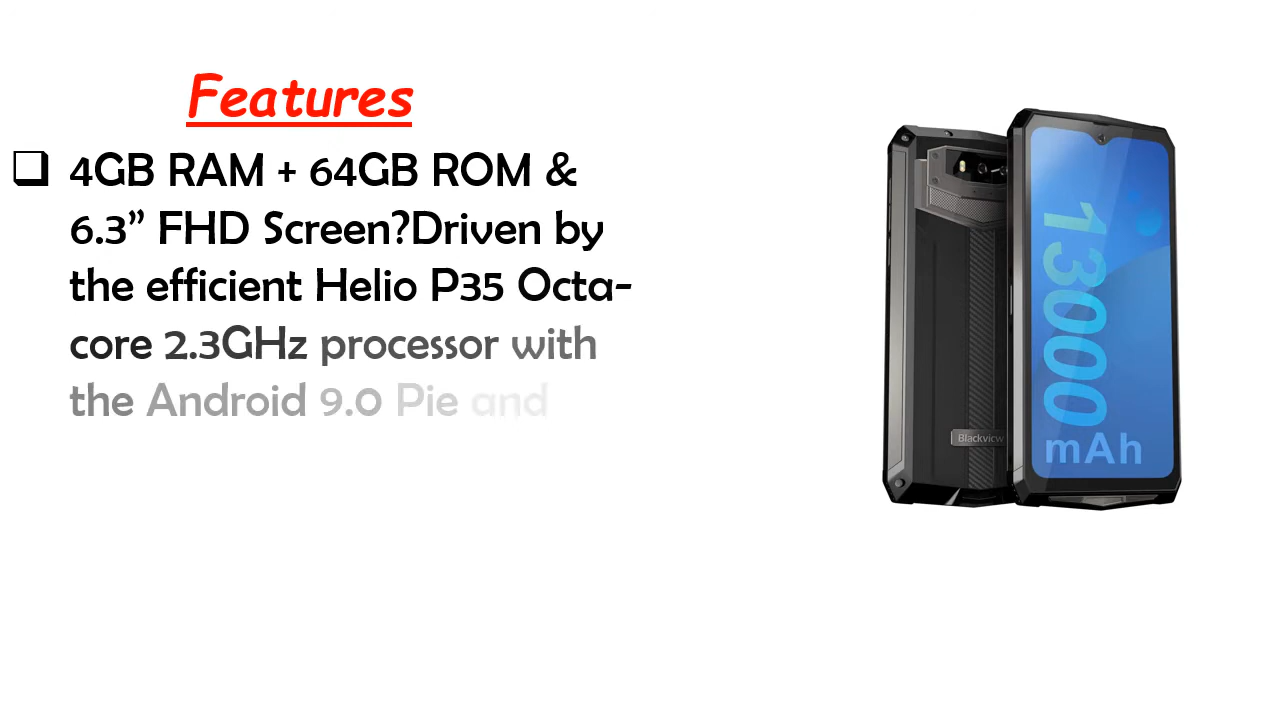 Features
4GB RAM + 64GB ROM &
6.3” FHD Screen?Driven by
the efficient Helio P35 Octa-
core 2.3GHz processor with
the Android 9.0 Pie and
13000
mAh
Blackview